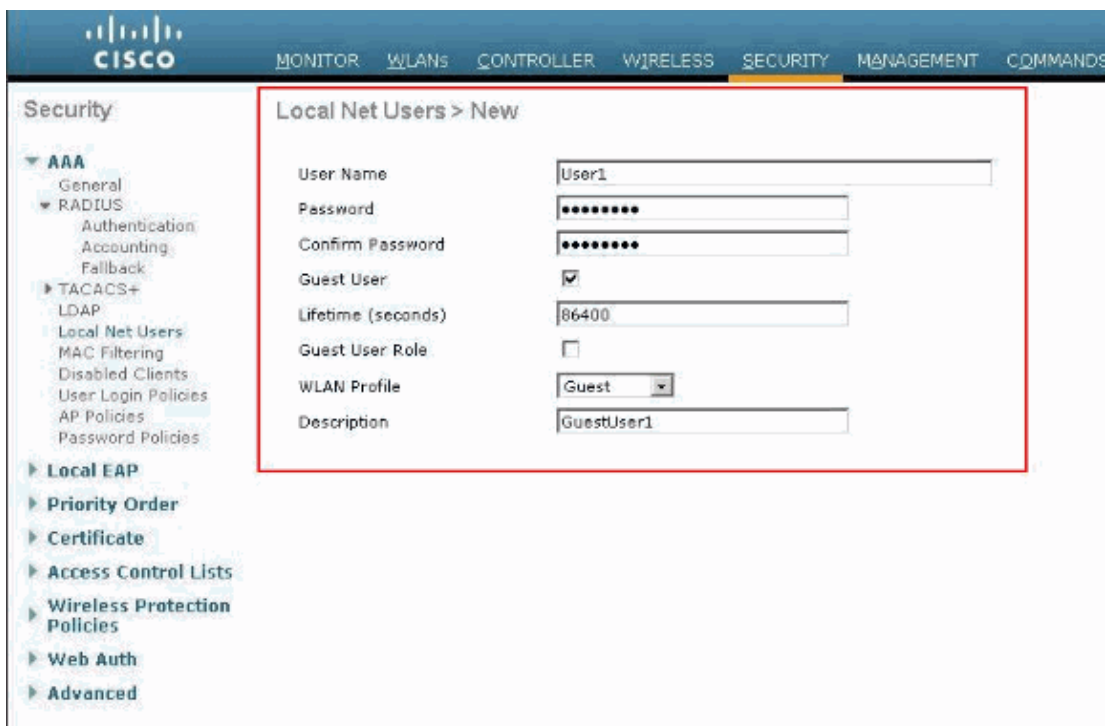 CISCO
MONITOR WLANs CONTROLLER WIRELESS SECURITY MANAGEMENT COMMANDS
Security
AAA
General
RADIUS
Authentication
Accounting
Fallback
TACACS+
LDAP
Local Net Users
MAC Filtering
Disabled Clients
User Login Policies
AP Policies
Password Policies
Local EAP
Priority Order
Certificate
Access Control Lists
Wireless Protection
Policies
Web Auth
Advanced
Local Net Users > New
User Name User1
Password ••••••••
Confirm Password ••••••••
Guest User
Lifetime (seconds) 86400
Guest User Role
WLAN Profile Guest
Description GuestUser1